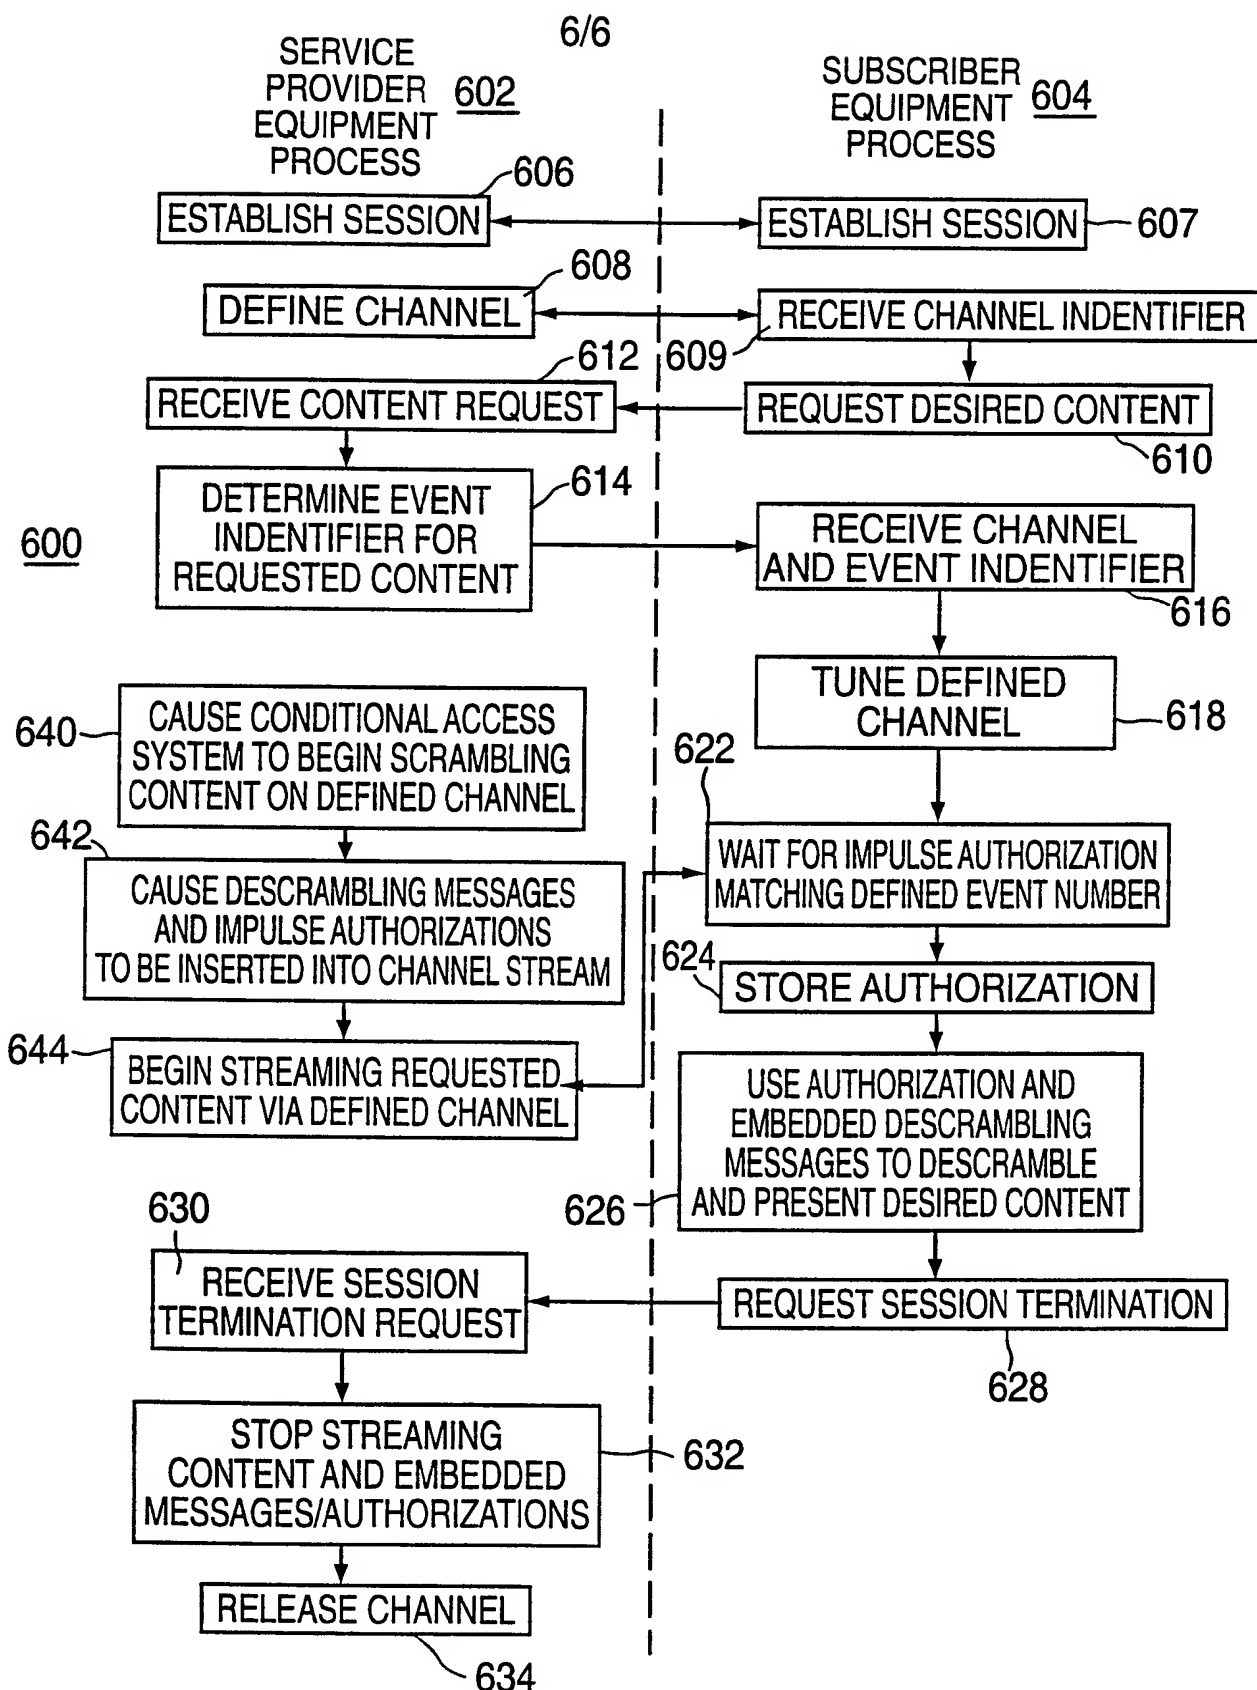 6/6
SERVICE
PROVIDER
EQUIPMENT
PROCESS
602
SUBSCRIBER
EQUIPMENT
PROCESS
604
606
ESTABLISH SESSION
ESTABLISH SESSION
607
608
DEFINE CHANNEL
RECEIVE CHANNEL INDENTIFIER
609
612
RECEIVE CONTENT REQUEST
REQUEST DESIRED CONTENT
610
600
DETERMINE EVENT
INDENTIFIER FOR
REQUESTED CONTENT
614
RECEIVE CHANNEL
AND EVENT INDENTIFIER
616
TUNE DEFINED
CHANNEL
618
640
CAUSE CONDITIONAL ACCESS
SYSTEM TO BEGIN SCRAMBLING
CONTENT ON DEFINED CHANNEL
622
WAIT FOR IMPULSE AUTHORIZATION
MATCHING DEFINED EVENT NUMBER
642
CAUSE DESCRAMBLING MESSAGES
AND IMPULSE AUTHORIZATIONS
TO BE INSERTED INTO CHANNEL STREAM
624
STORE AUTHORIZATION
644
BEGIN STREAMING REQUESTED
CONTENT VIA DEFINED CHANNEL
USE AUTHORIZATION AND
EMBEDDED DESCRAMBLING
MESSAGES TO DESCRAMBLE
AND PRESENT DESIRED CONTENT
626
630
RECEIVE SESSION
TERMINATION REQUEST
REQUEST SESSION TERMINATION
628
STOP STREAMING
CONTENT AND EMBEDDED
MESSAGES/AUTHORIZATIONS
632
RELEASE CHANNEL
634